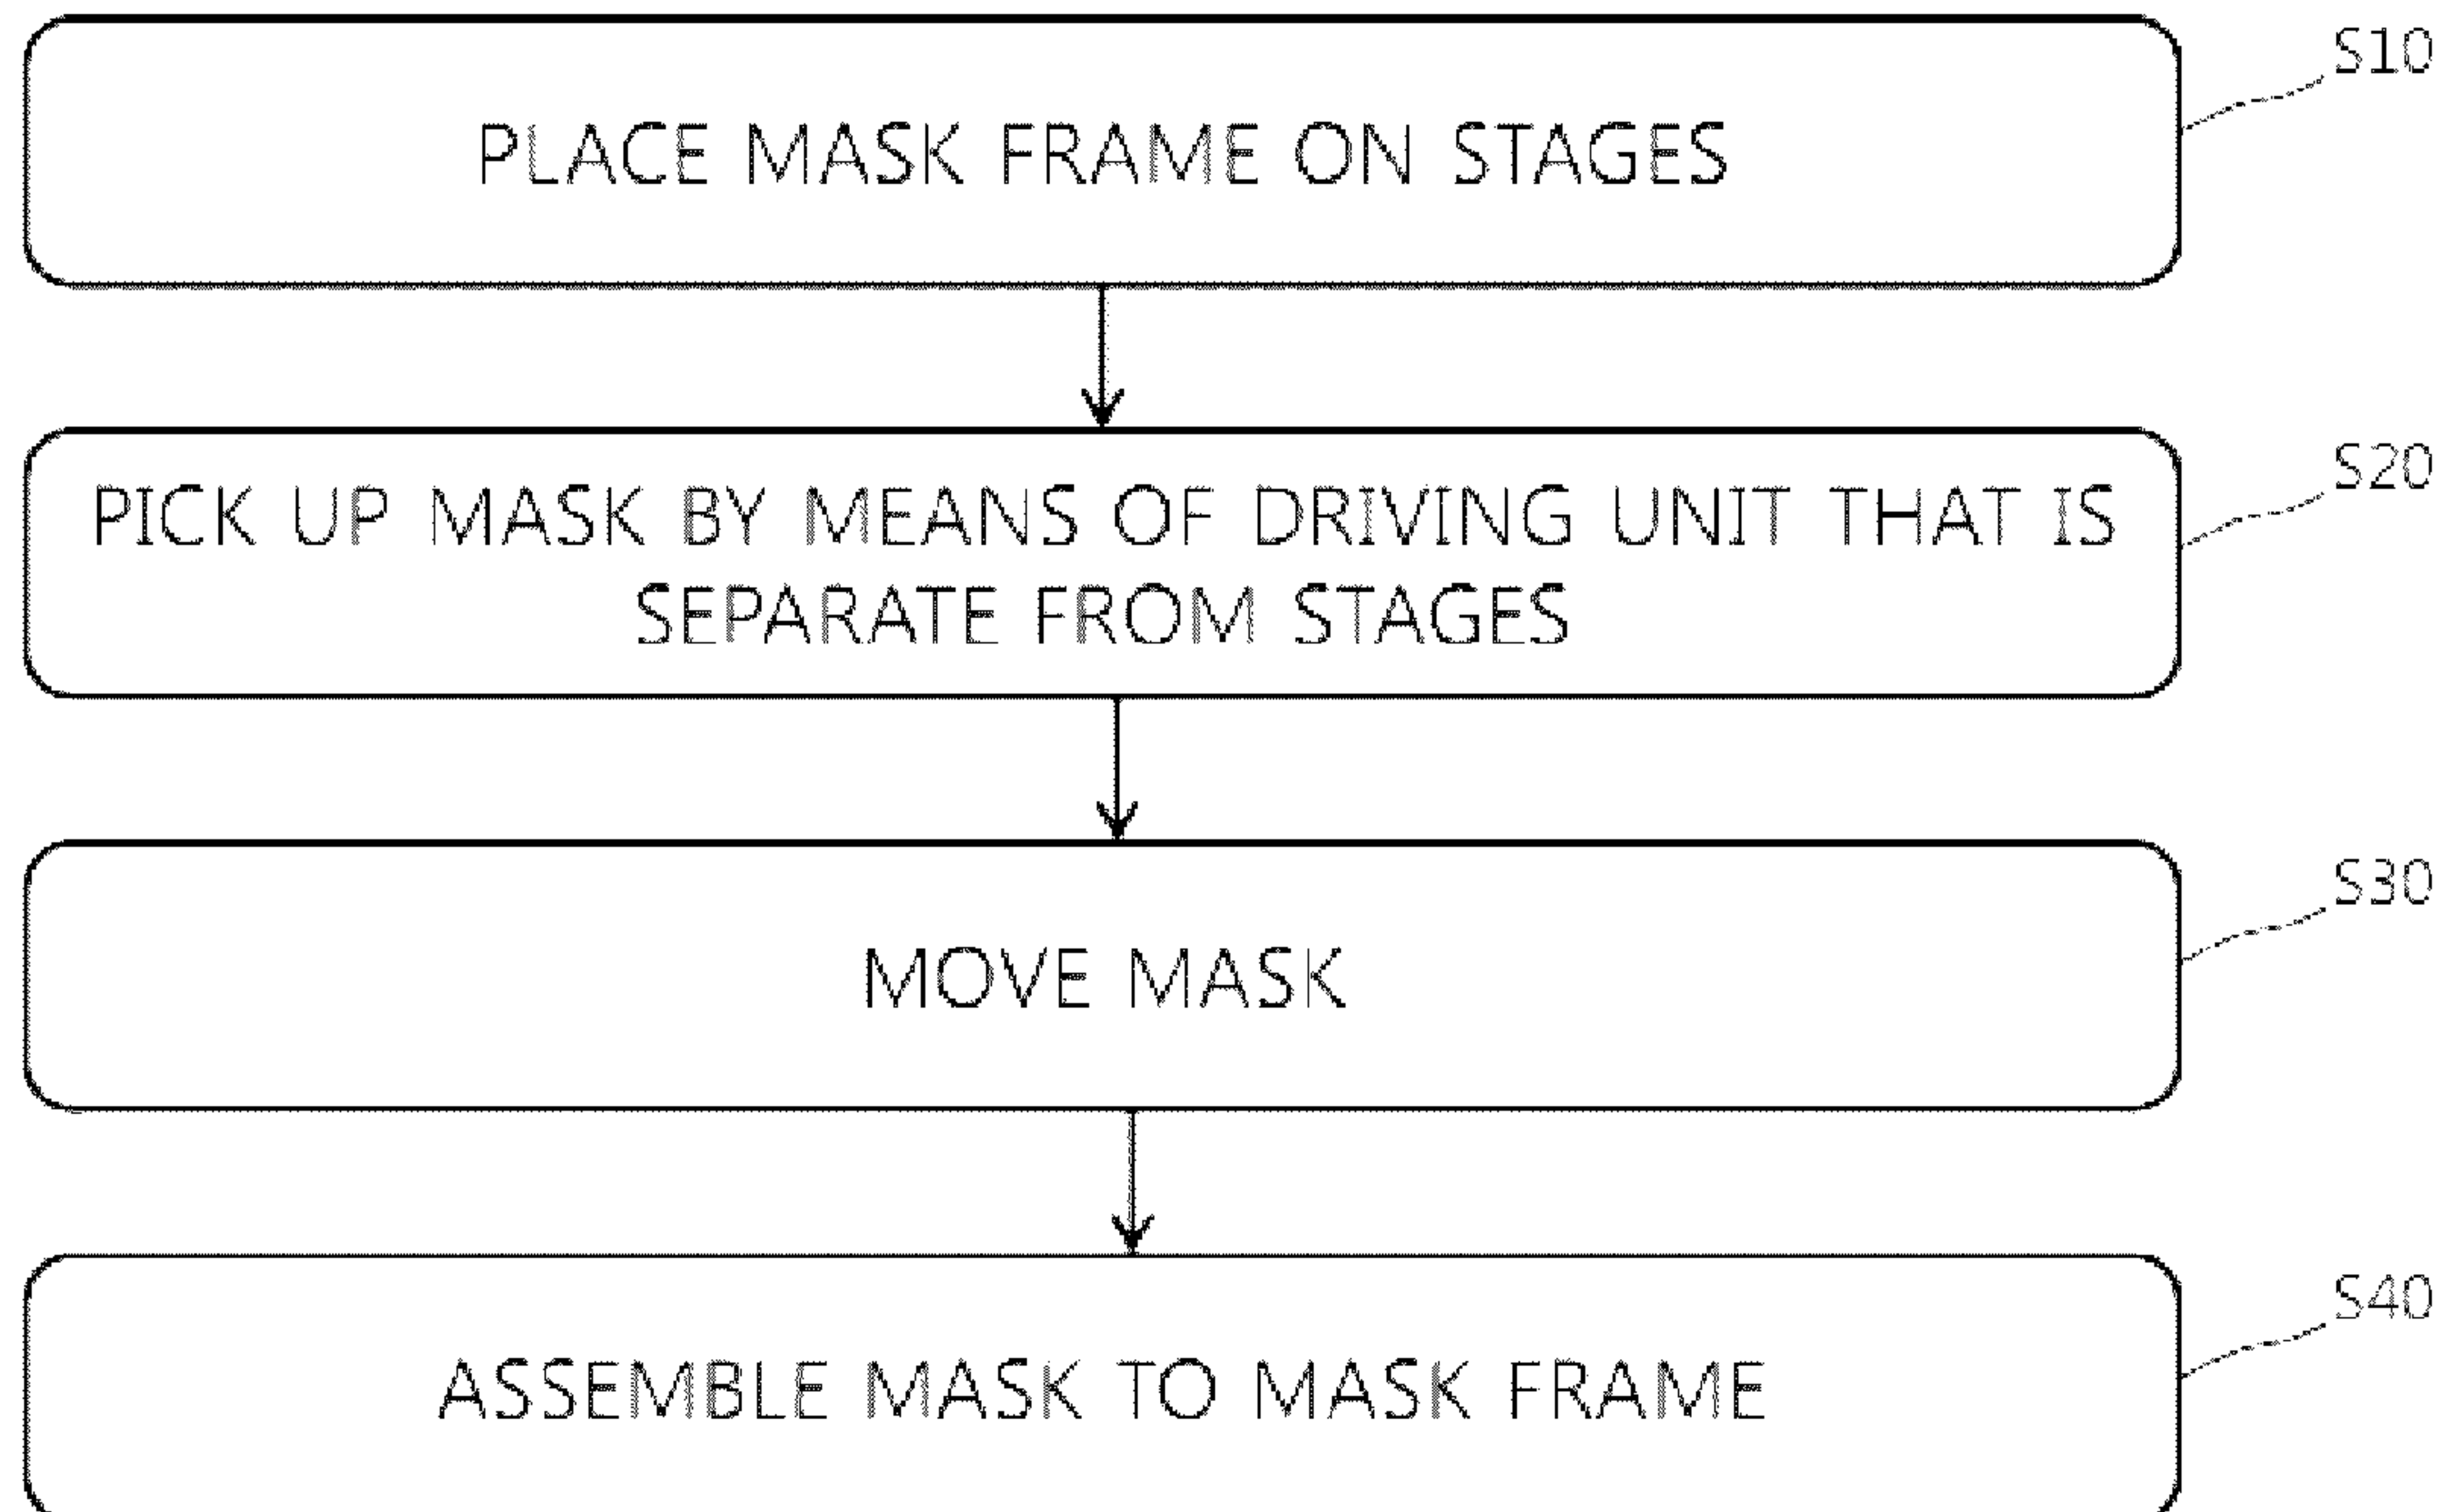 S10
PLACE MASK FRAME ON STAGES
S20
PICK UP MASK BY MEANS OF DRIVING UNIT THAT IS
SEPARATE FROM STAGES
S30
MOVE MASK
S40
ASSEMBLE MASK TO MASK FRAME